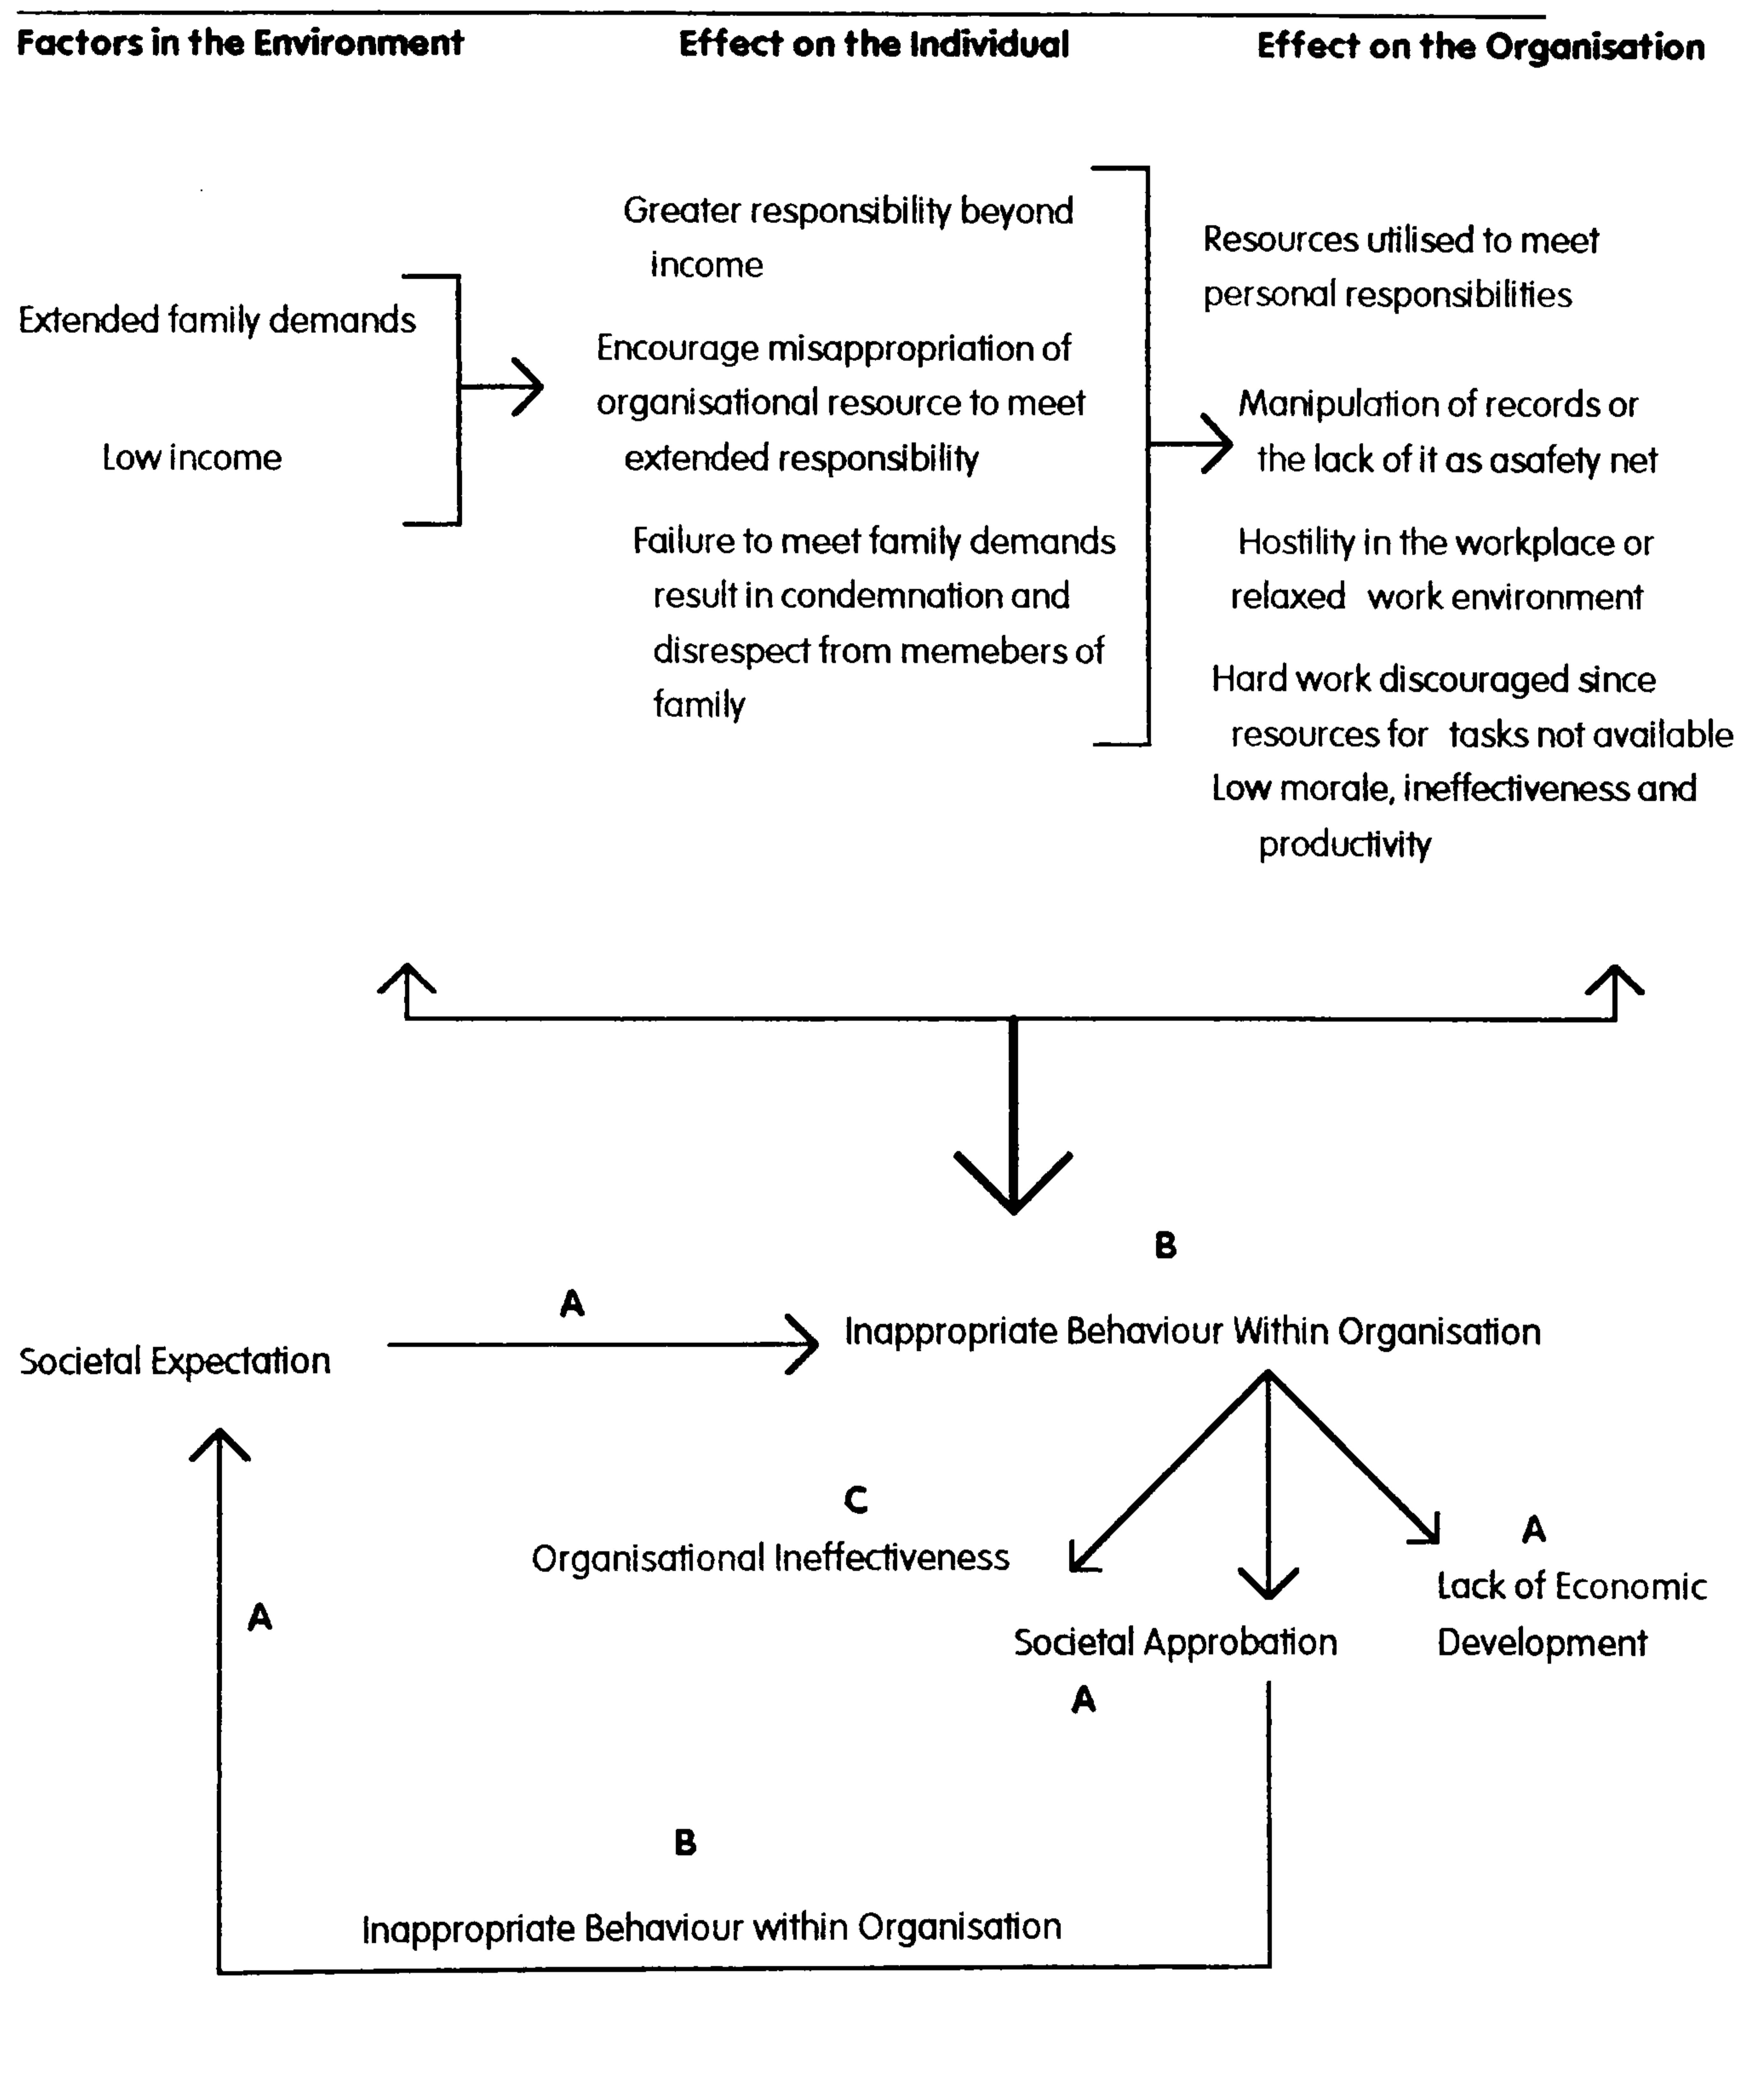 Factors in the Environment
Effect on the Individual
Effect on the Organisation
Extended family demands
Low income
Greater responsibility beyond
income
Encourage misappropriation of
organisational resource to meet
extended responsibility
Failure to meet family demands
result in condemnation and
disrespect from memebers of
family
Resources utilised to meet
personal responsibilities
Manipulation of records or
the lack of it as asafety net
Hostility in the workplace or
relaxed work environment
Hard work discouraged since
resources for tasks not available
Low morale, ineffectiveness and
productivity
B
A
Inappropriate Behaviour Within Organisation
Societal Expectation
C
Organisational Ineffectiveness
A
Lack of Economic
Development
A
Societal Approbation
A
B
Inappropriate Behaviour within Organisation